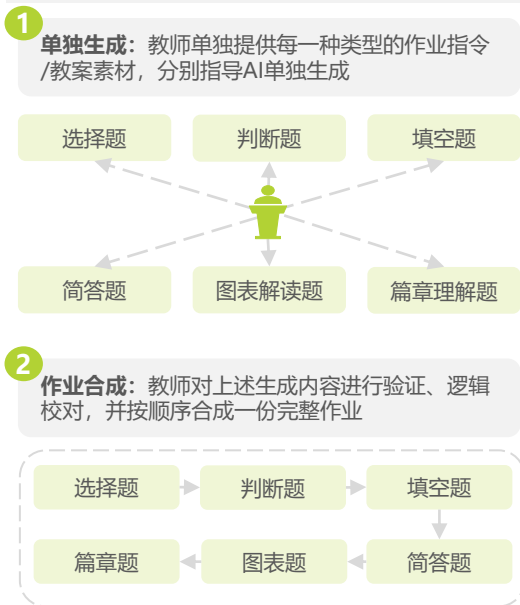 1
单独生成：教师单独提供每一种类型的作业指令
/教案素材，分别指导AI单独生成
选择题
判断题
填空题
简答题
图表解读题
篇章理解题
2
作业合成：教师对上述生成内容进行验证、逻辑
校对，并按顺序合成一份完整作业
选择题
判断题
填空题
篇章题
图表题
简答题